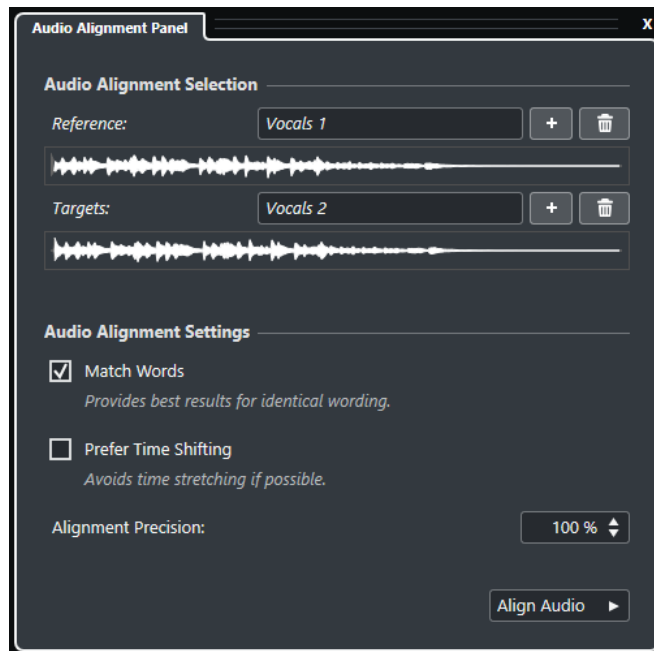 Audio Alignment Panel
X
Audio Alignment Selection
Reference:
Vocals 1
+
Targets:
Vocals 2
+
Audio Alignment Settings
Match Words
Provides best results for identical wording.
Prefer Time Shifting
Avoids time stretching if possible.
Alignment Precision:
100 %
Align Audio